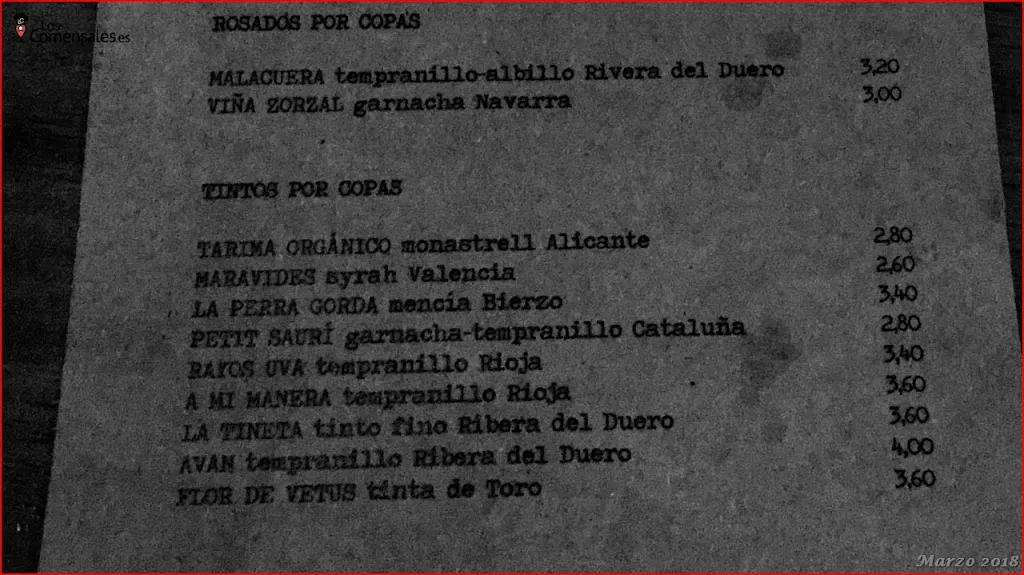 Los
Comensales.es
ROSADOS POR COPAS
MALACUERA tempranillo-albillo Rivera del Duero 3,20
VIÑA ZORZAL garnacha Navarra 3,00
TINTOS POR COPAS
TARIMA ORGÁNICO monastrell Alicante 2,80
MARAVIDES syrah Valencia 2,60
LA PERRA GORDA mencía Bierzo 3,40
PETIT SAURÍ garnacha-tempranillo Cataluña 2,80
RAYOS UVA tempranillo Rioja 3,40
A MI MANERA tempranillo Rioja 3,60
LA TINETA tinto fino Ribera del Duero 3,60
AVAN tempranillo Ribera del Duero 4,00
FLOR DE VETUS tinta de Toro 3,60
Marzo 2018